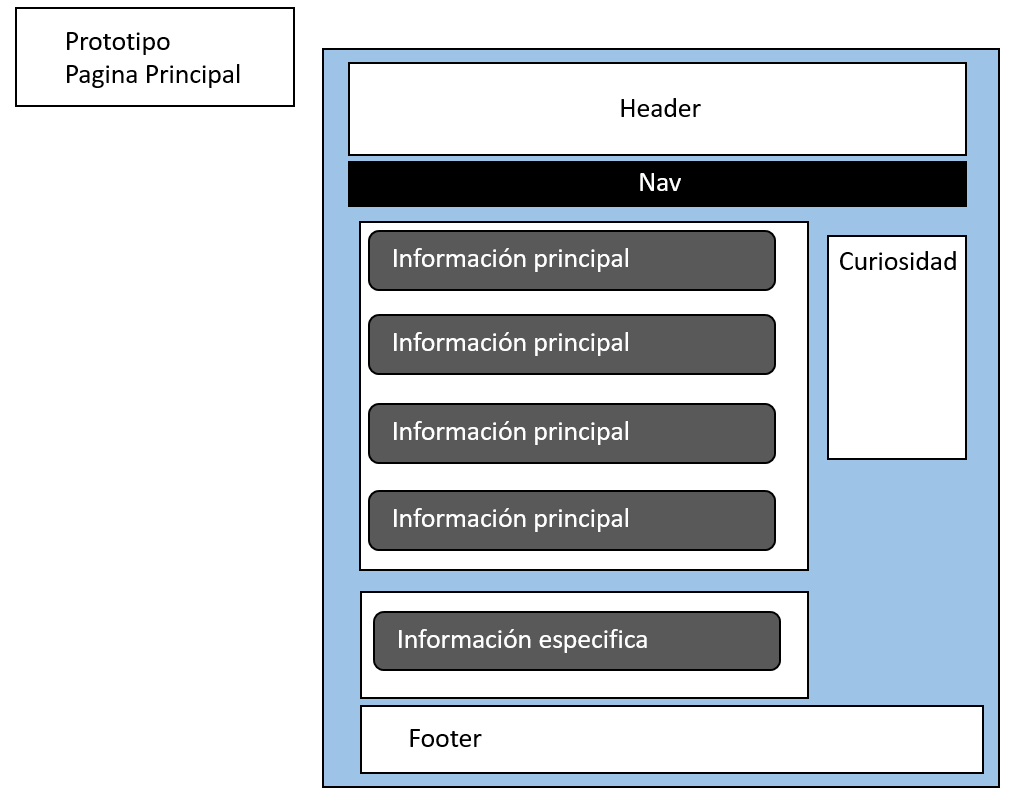 Prototipo
Pagina Principal
Header
Nav
Información principal
Información principal
Información principal
Información principal
Curiosidad
Información especifica
Footer